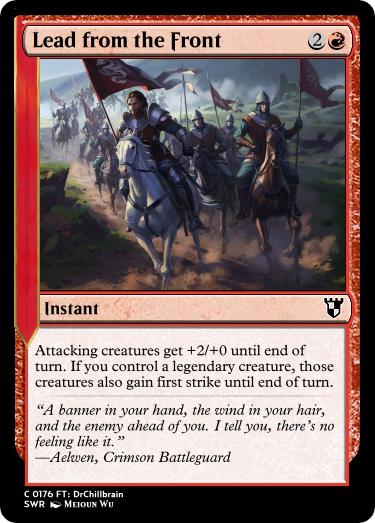 Lead from the Front 2
Instant
Attacking creatures get +2/+0 until end of
turn. If you control a legendary creature, those
creatures also gain first strike until end of turn.
“A banner in your hand, the wind in your hair,
and the enemy ahead of you. I tell you, there’s no
feeling like it.”
—Aelwen, Crimson Battleguard
C 0176 FT: DrChillbrain
SWR Meioun Wu